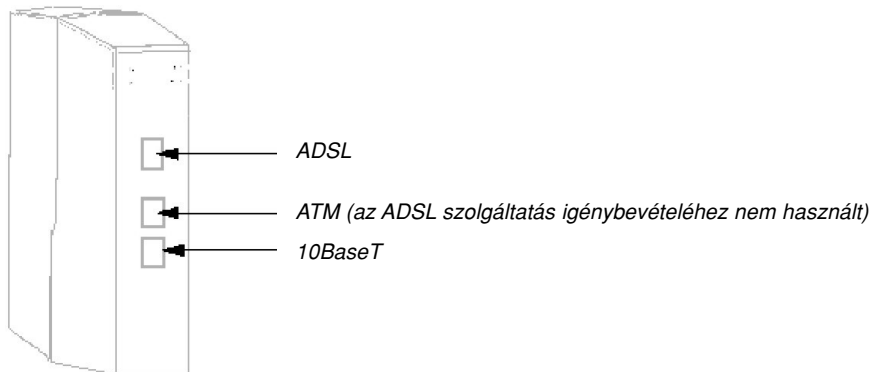 ADSL
ATM (az ADSL szolgáltatás igénybevételéhez nem használt)
10BaseT